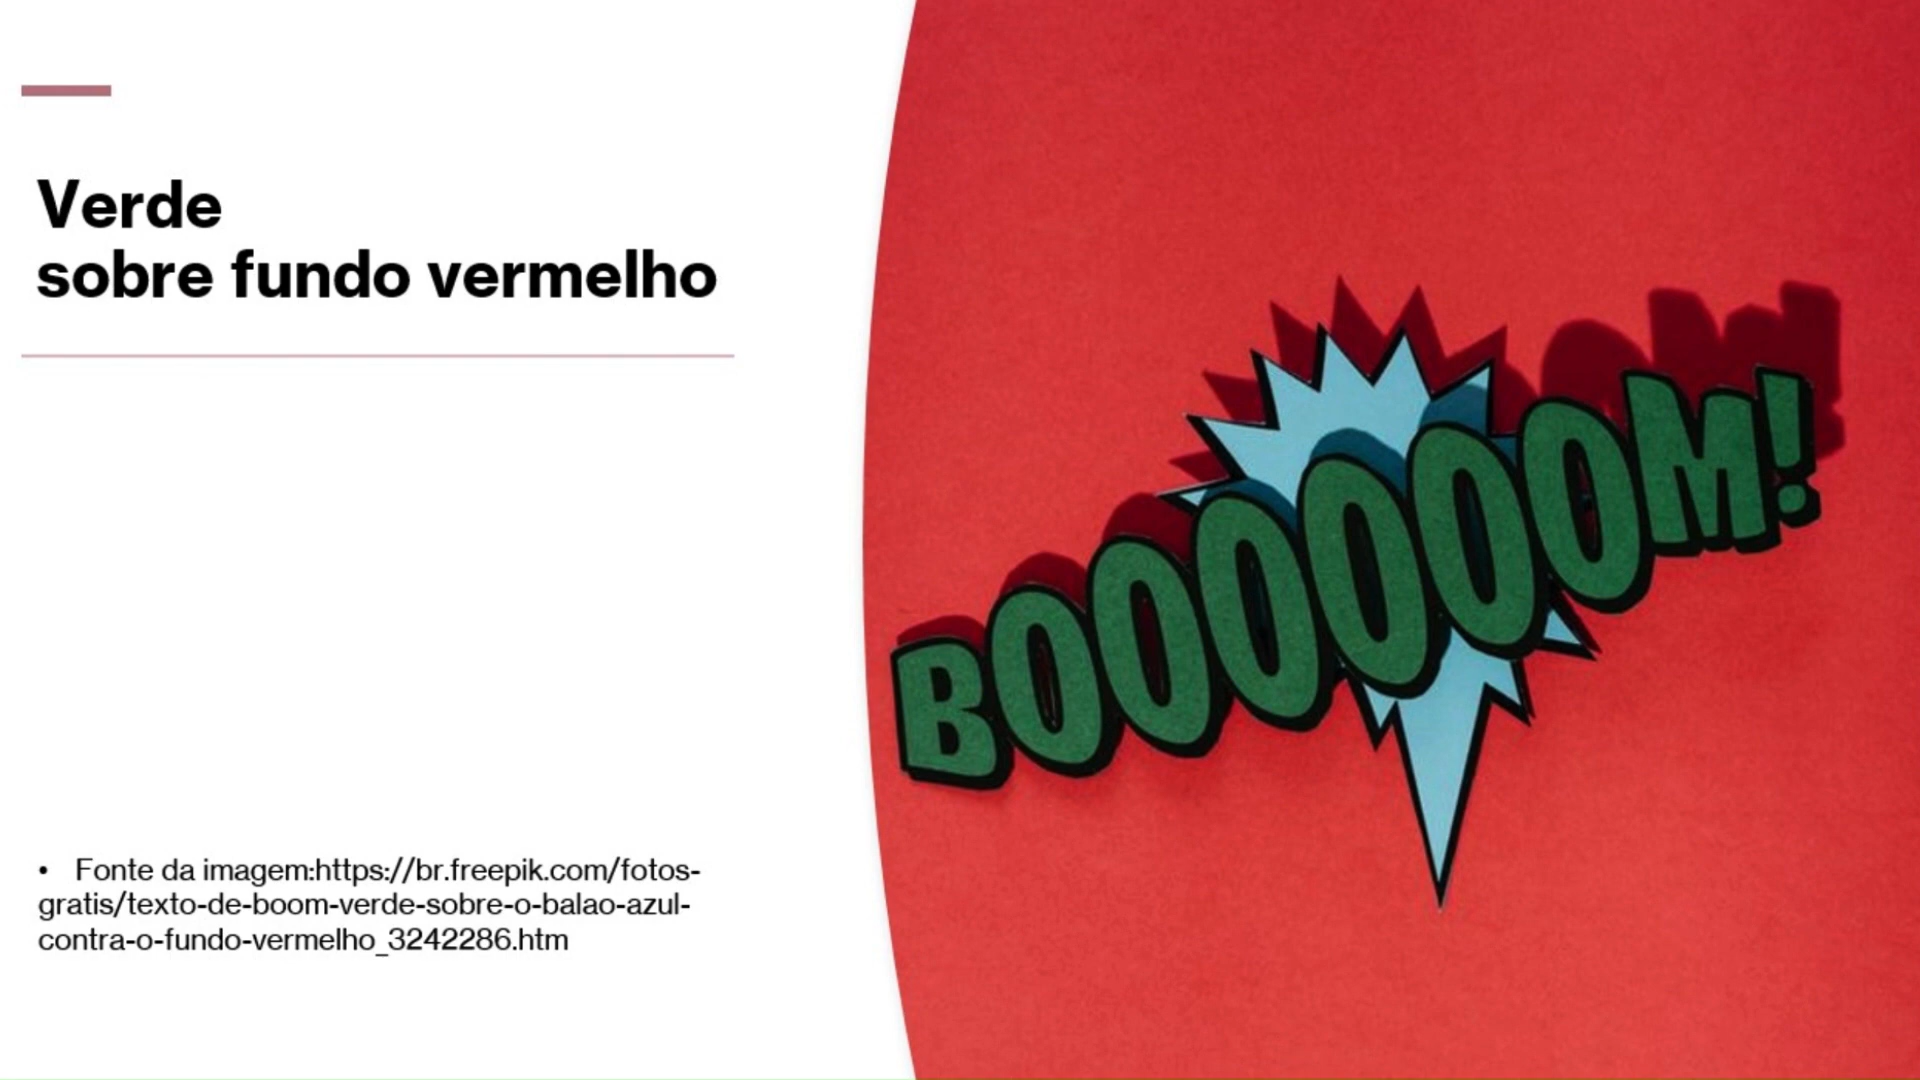 Verde
sobre fundo vermelho
• Fonte da imagem:https://br.freepik.com/fotos-
gratis/texto-de-boom-verde-sobre-o-balao-azul-
contra-o-fundo-vermelho_3242286.htm
BOOOOOM!